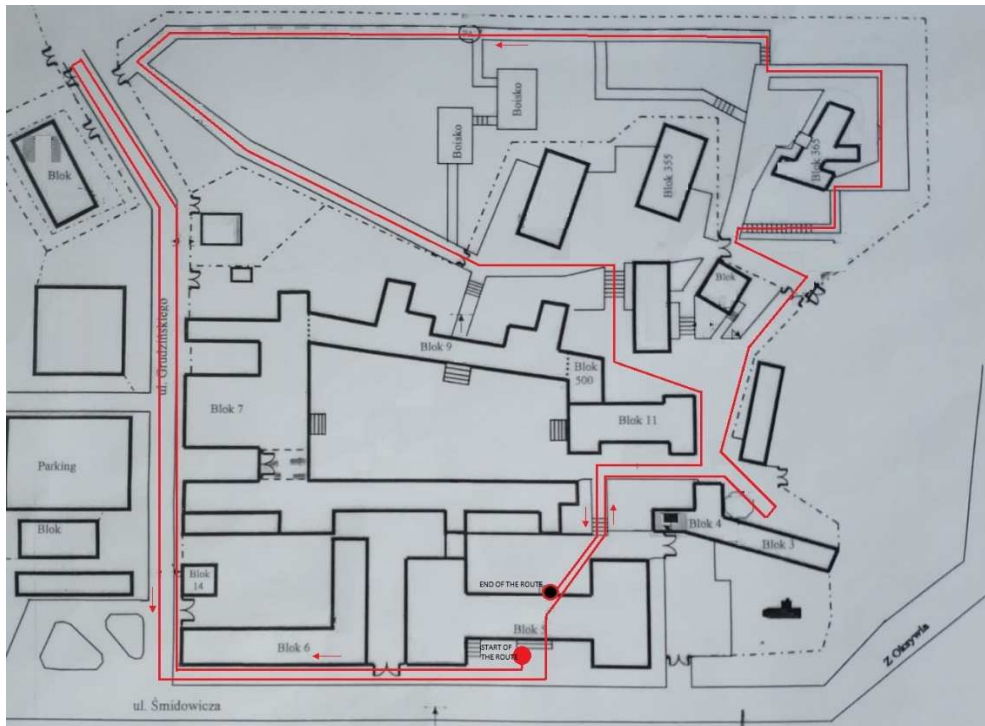 Boisko
Boisko
Blok
Blok 355
Blok 365
Blok
ul. Grudzińskiego
Blok 9
Blok
500
Blok 7
Blok 11
Parking
Blok
Blok 4
Blok 3
END OF THE ROUTE
Blok
14
Blok 5
START OF
THE ROUTE
Blok 6
Z Oksywia
ul. Śmidowicza